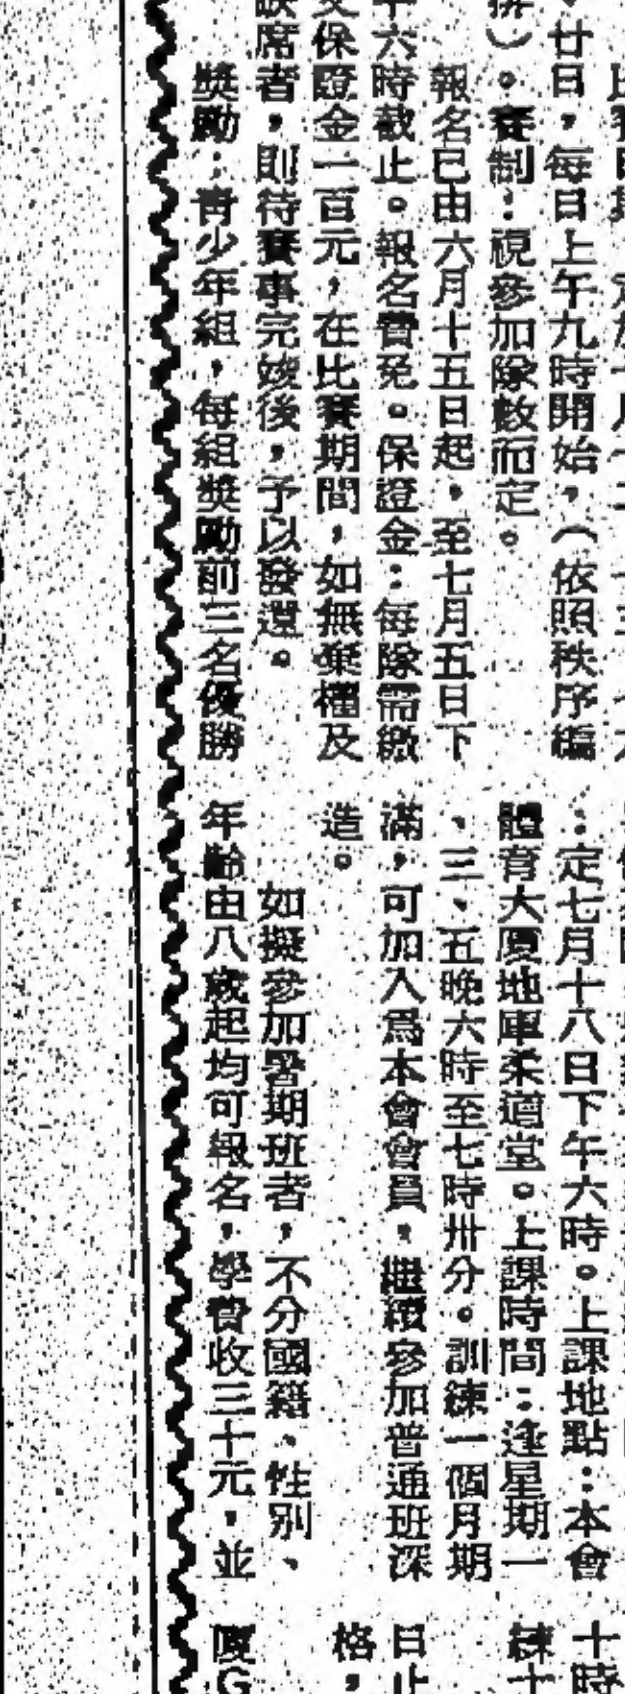 廿日，每日上午九時開始，（依照秩序編
）。賽制：視參加隊數而定。
報名已由六月十五日起，至七月五日下
午六時截止。報名費免。保證金：每隊需繳
交保證金一百元，在比賽期間，如無棄權及
缺席者，則待賽事完竣後，予以發還。
獎勵：青少年組，每組獎勵前三名優勝
：定七月十八日下午六時。上課地點：本會
體育大厦地庫柔道堂。上課時間：逢星期一
、三、五晚六時至七時卅分。訓練一個月期
滿，可加入爲本會會員，繼續參加普通班深
造。
如擬參加暑期班者，不分國籍、性別、
年齡由八歲起均可報名，學費收三十元，並
十時
練十
日止
格，
厦G